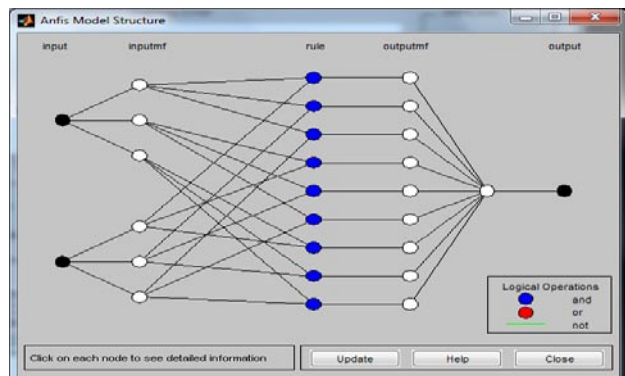 Anfis Model Structure
input inputmf rule outputmf output
Logical Operations
and
or
not
Click on each node to see detailed information
Update Help Close